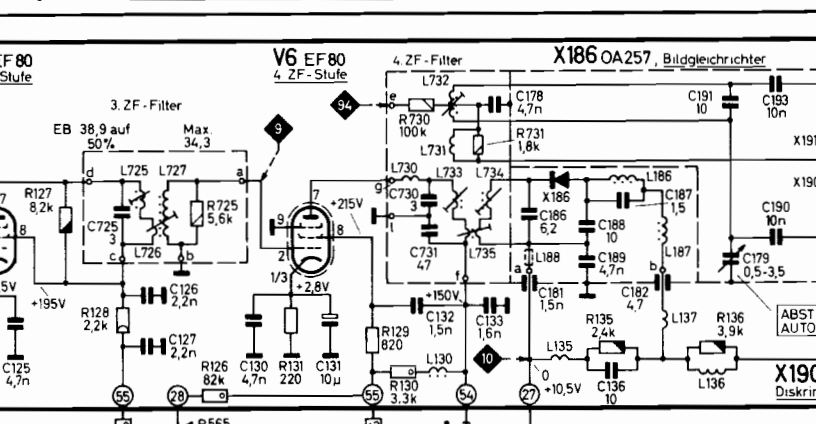 EF80
Stufe
V6 EF80
4. ZF-Stufe
4. ZF-Filter
X186 OA257, Bildgleichrichter
3. ZF-Filter
EB 38,9 auf
50%
Max.
34,3
9
94
e
R730
100k
L732
C178
4,7n
R731
1,8k
L731
C191
10
C193
10n
X191
X190
d
L725
L727
a
C725
3
R725
5,6k
L726
c
b
R127
8,2k
7
8
+195V
5V
7
9
2
8
1/3
+2,8V
+215V
g
L730
C730
3
L733
L734
l
C731
47
L735
f
X186
C186
6,2
L186
C187
1,5
C188
10
L187
L188
C189
4,7n
a
b
C181
1,5n
C182
4,7
C190
10n
C179
0,5-3,5
C126
2,2n
R128
2,2k
C127
2,2n
C125
4,7n
C130
4,7n
R131
220
C131
10µ
R129
820
C132
1,5n
+150V
C133
1,6n
L130
R130
3.3k
R126
82k
10
L135
0
+10,5V
R135
2,4k
C136
10
L137
R136
3,9k
L136
ABST
AUTO
X190
Diskrin
55
28
55
54
27
R565